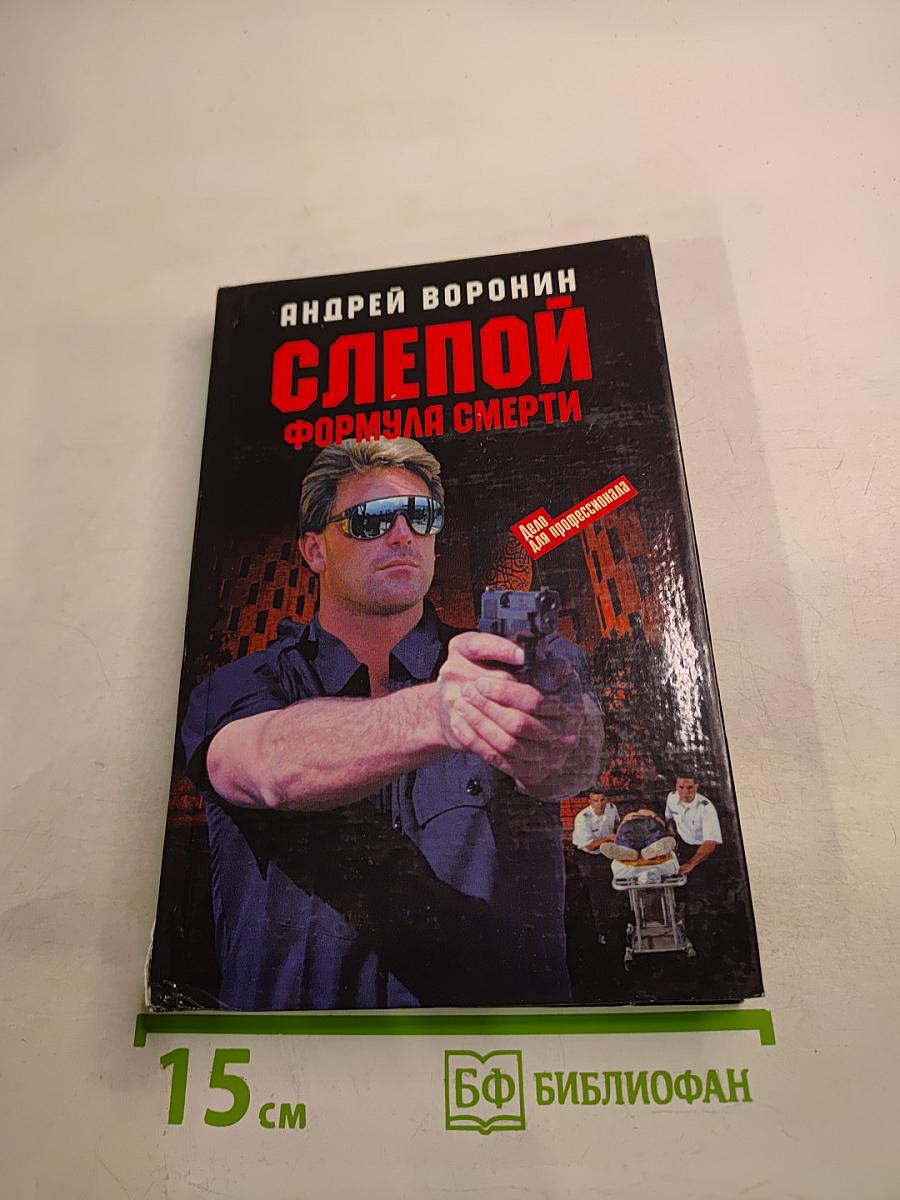 АНДРЕЙ ВОРОНИН
СЛЕПОЙ
ФОРМУЛА СМЕРТИ
Дело
для профессионала
15 см
БФ БИБЛИОФАН